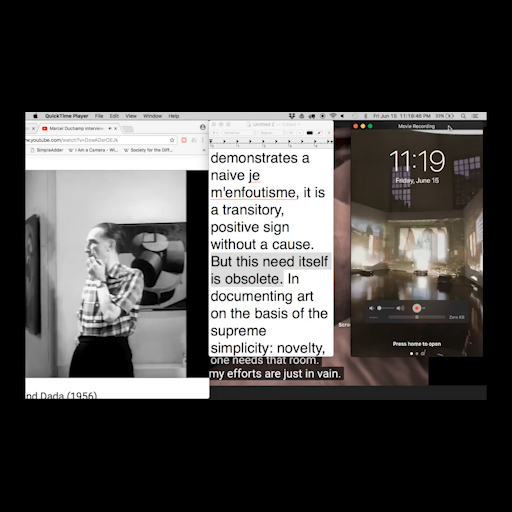 QuickTime Player File Edit View Window Help
Fri Jun 15 11:18:48 PM
Marcel Duchamp interview
w.youtube.com/watch?v=DzwADsrOEJk
SimpleAdder I Am a Camera - Wi... Society for the Diff...
nd Dada (1956)
Untitled 2
demonstrates a
naive je
m'enfoutisme, it is
a transitory,
positive sign
without a cause.
But this need itself
is obsolete. In
documenting art
on the basis of the
supreme
simplicity: novelty,
one needs that room.
my efforts are just in vain.
Movie Recording
11:19
Friday, June 15
Zero KB
Press home to open